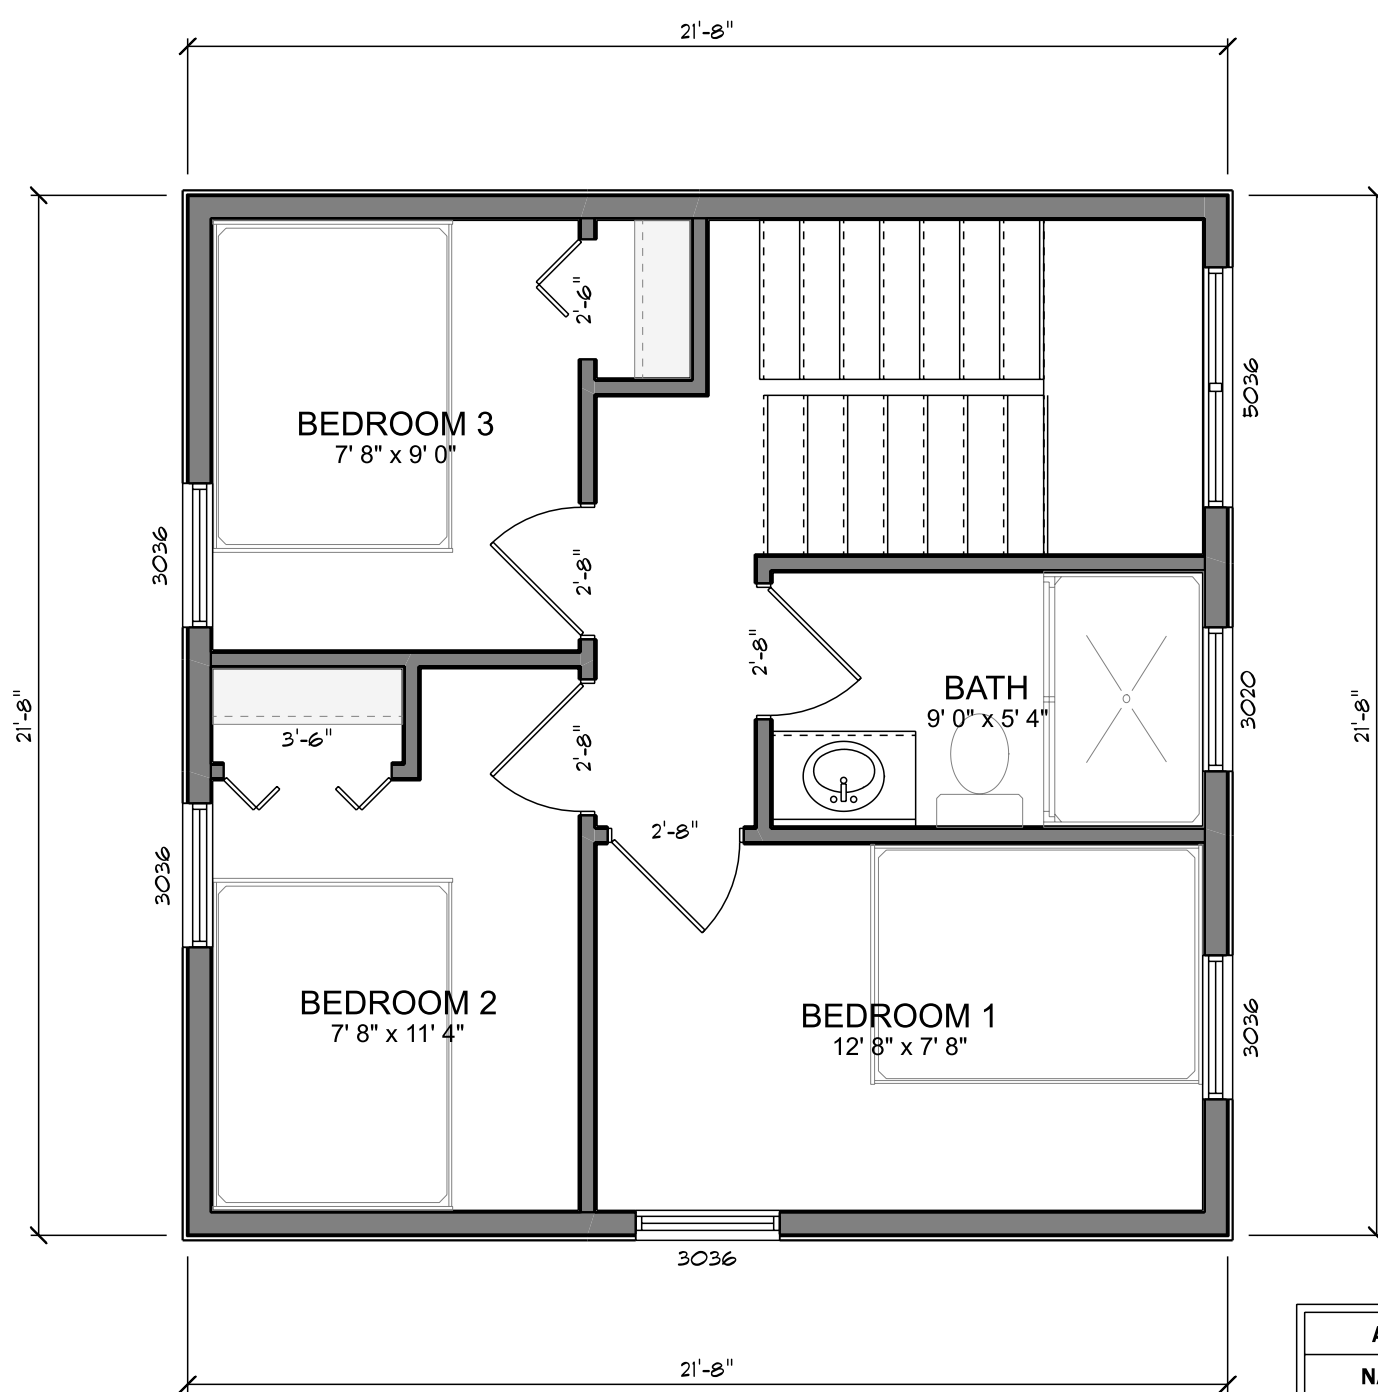 21'-8"
2'-6"
5036
BEDROOM 3
7' 8" x 9' 0"
3036
2'-8"
2'-8"
BATH
9' 0" x 5' 4"
3020
21'-8"
21'-8"
3'-6"
2'-8"
2'-8"
3036
BEDROOM 2
7' 8" x 11' 4"
BEDROOM 1
12' 8" x 7' 8"
3036
3036
21'-8"